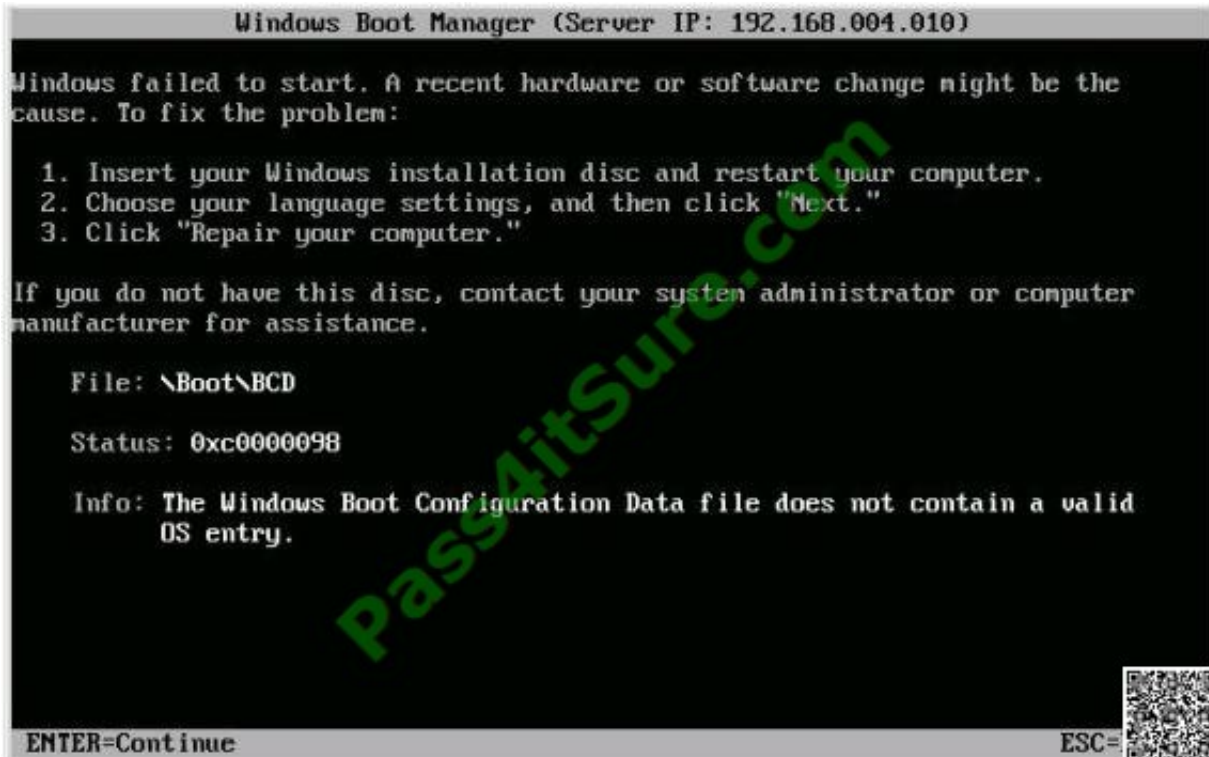 Windows Boot Manager (Server IP: 192.168.004.010)
Windows failed to start. A recent hardware or software change might be the
cause. To fix the problem:
1. Insert your Windows installation disc and restart your computer.
2. Choose your language settings, and then click "Next."
3. Click "Repair your computer."
If you do not have this disc, contact your system administrator or computer
manufacturer for assistance.
File: \Boot\BCD
Status: 0xc0000098
Info: The Windows Boot Configuration Data file does not contain a valid
OS entry.
Pass4itSure.com
ENTER=Continue
ESC=